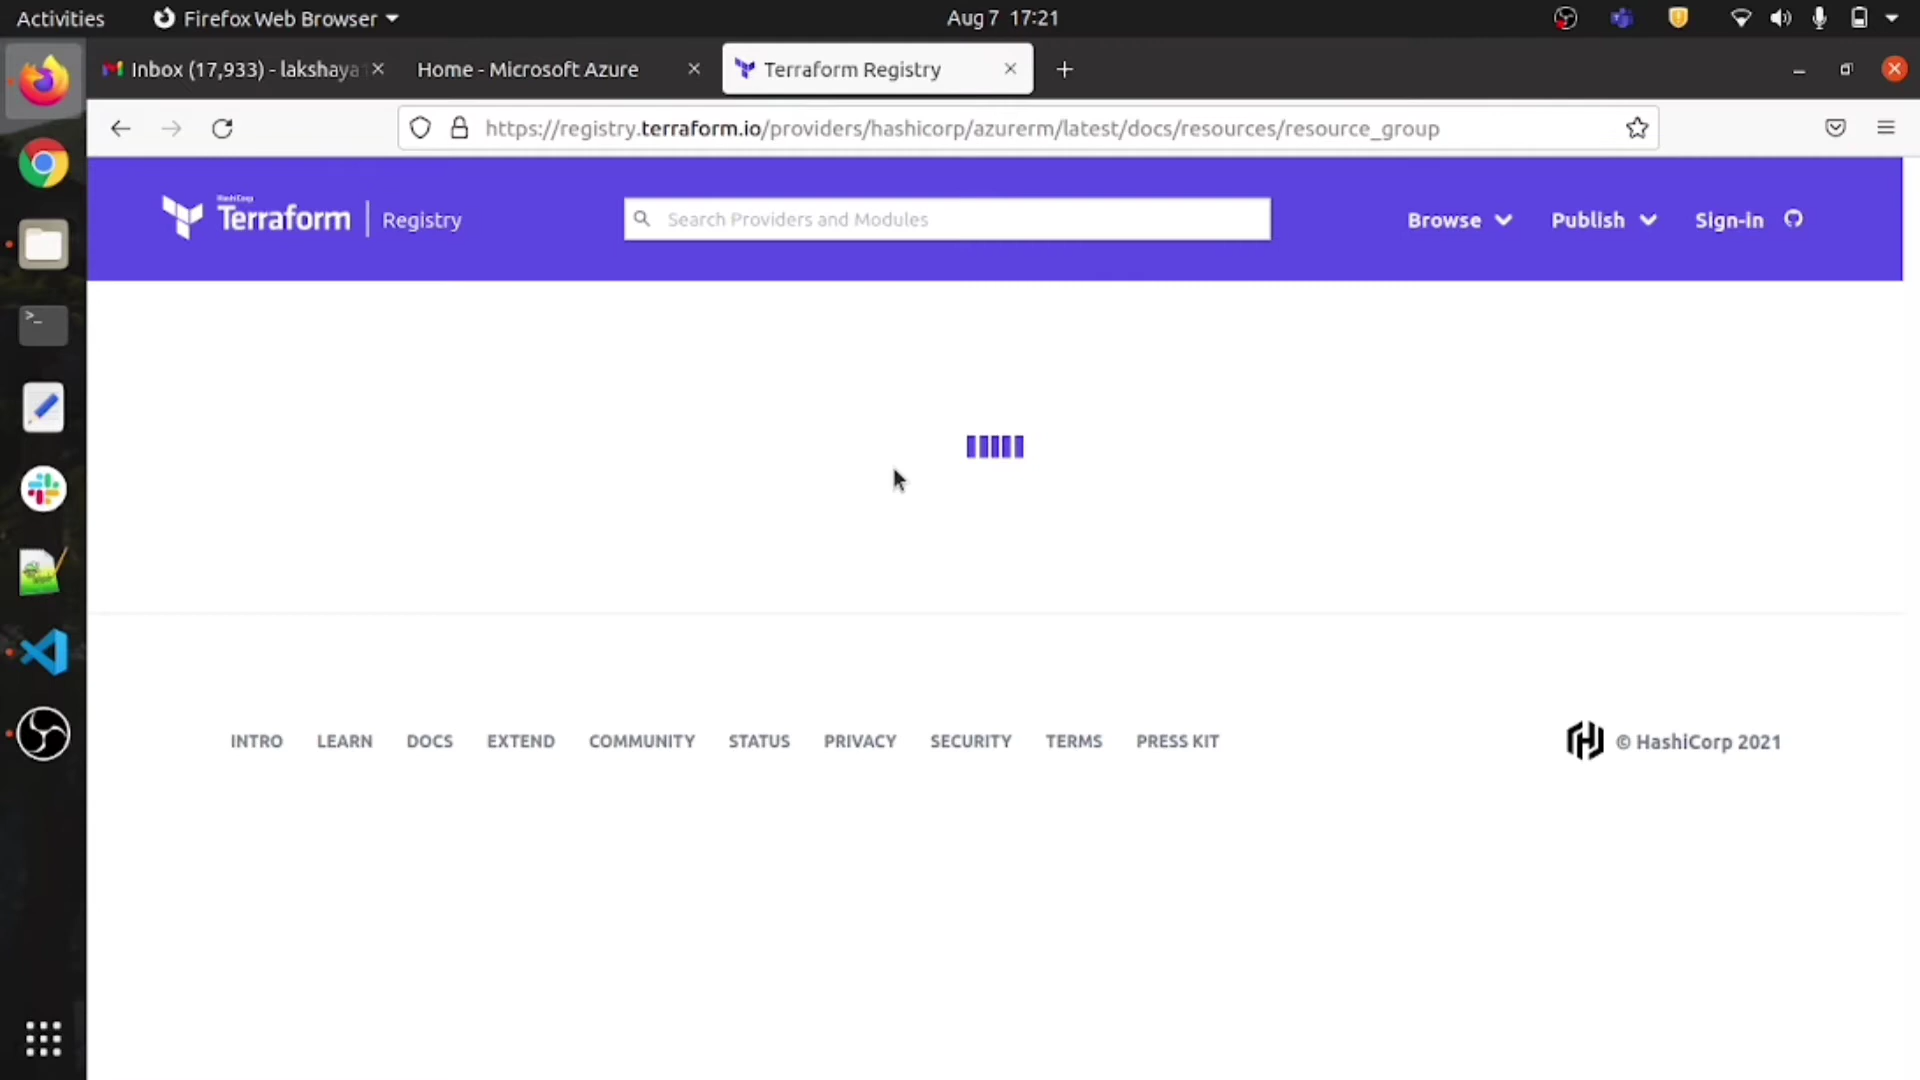 Activities
Firefox Web Browser
Aug 7 17:21
Inbox (17,933) - lakshaya
Home - Microsoft Azure
Terraform Registry
https://registry.terraform.io/providers/hashicorp/azurerm/latest/docs/resources/resource_group
HashiCorp
Terraform
Registry
Search Providers and Modules
Browse
Publish
Sign-in
INTRO
LEARN
DOCS
EXTEND
COMMUNITY
STATUS
PRIVACY
SECURITY
TERMS
PRESS KIT
© HashiCorp 2021